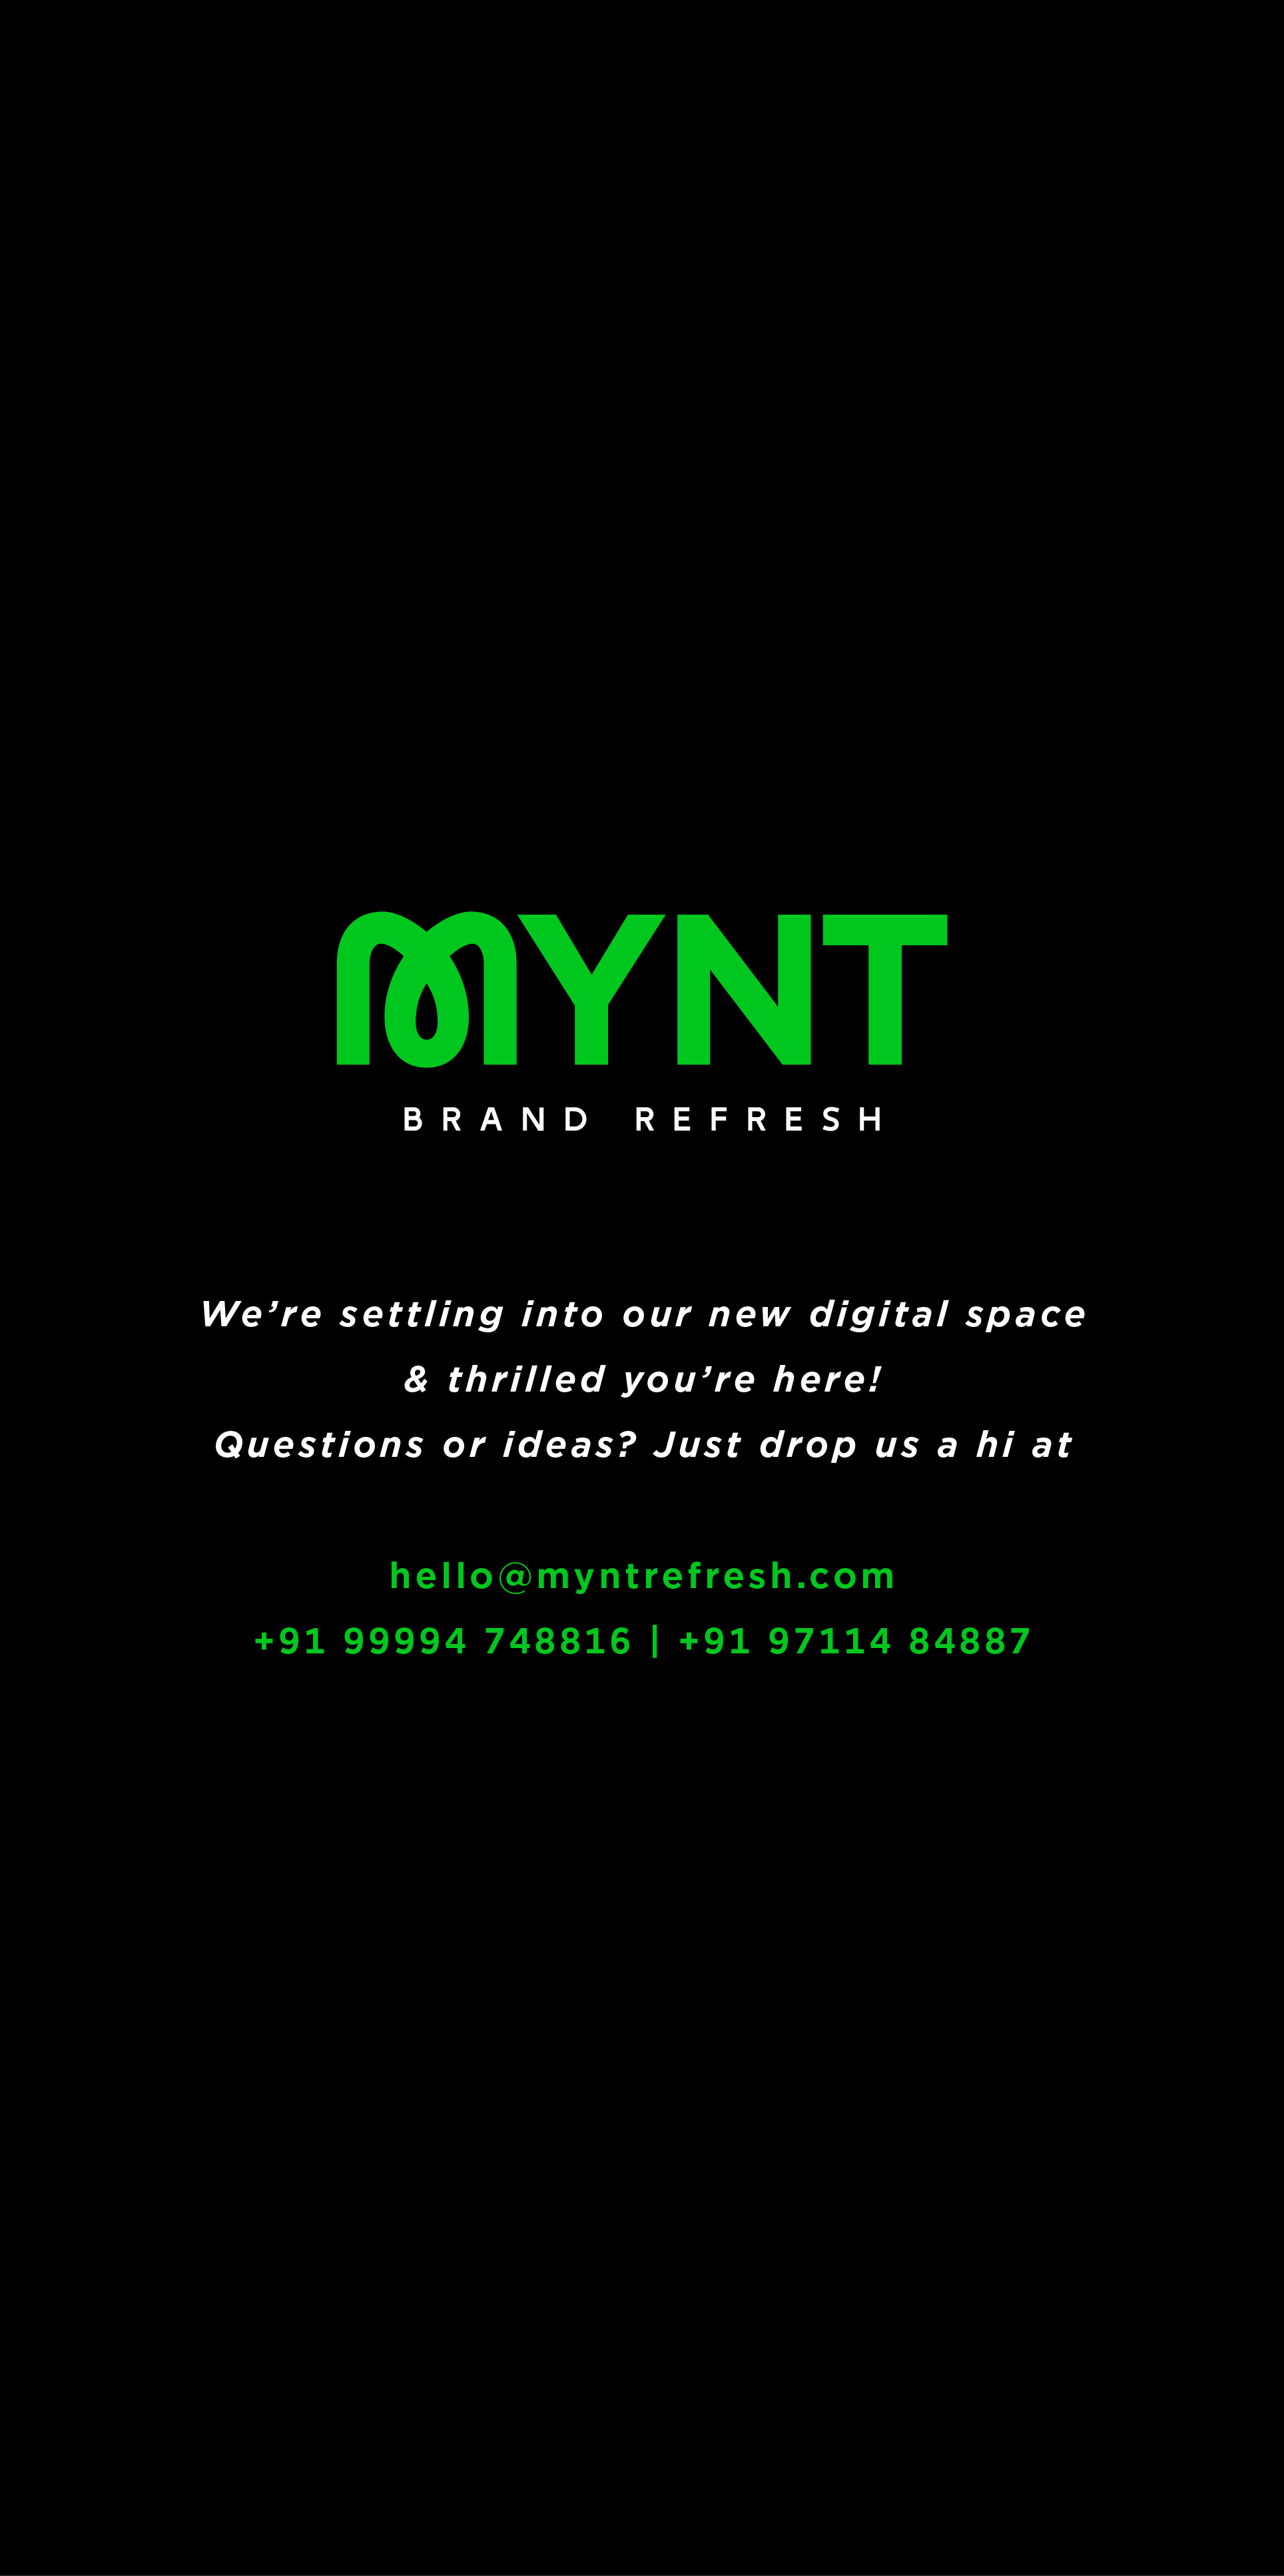 MYNT
BRAND REFRESH
We’re settling into our new digital space
& thrilled you’re here!
Questions or ideas? Just drop us a hi at
hello@myntrefresh.com
+91 99994 748816 | +91 97114 84887